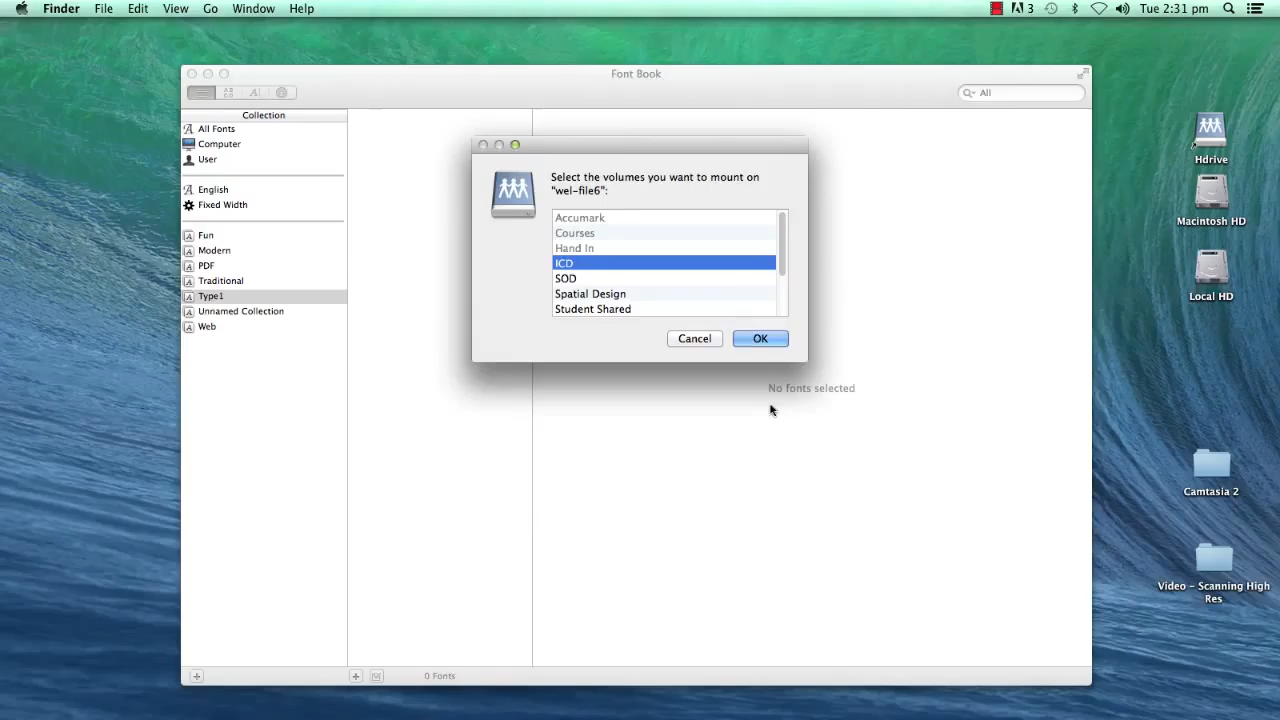 Finder File Edit View Go Window Help 3 Tue 2:31 pm
Font Book
All
Collection
All Fonts
Computer
User
English
Fixed Width
Fun
Modern
PDF
Traditional
Type1
Unnamed Collection
Web
Select the volumes you want to mount on
"wel-file6":
Accumark
Courses
Hand In
ICD
SOD
Spatial Design
Student Shared
Cancel OK
No fonts selected
0 Fonts
Hdrive
Macintosh HD
Local HD
Camtasia 2
Video - Scanning High
Res